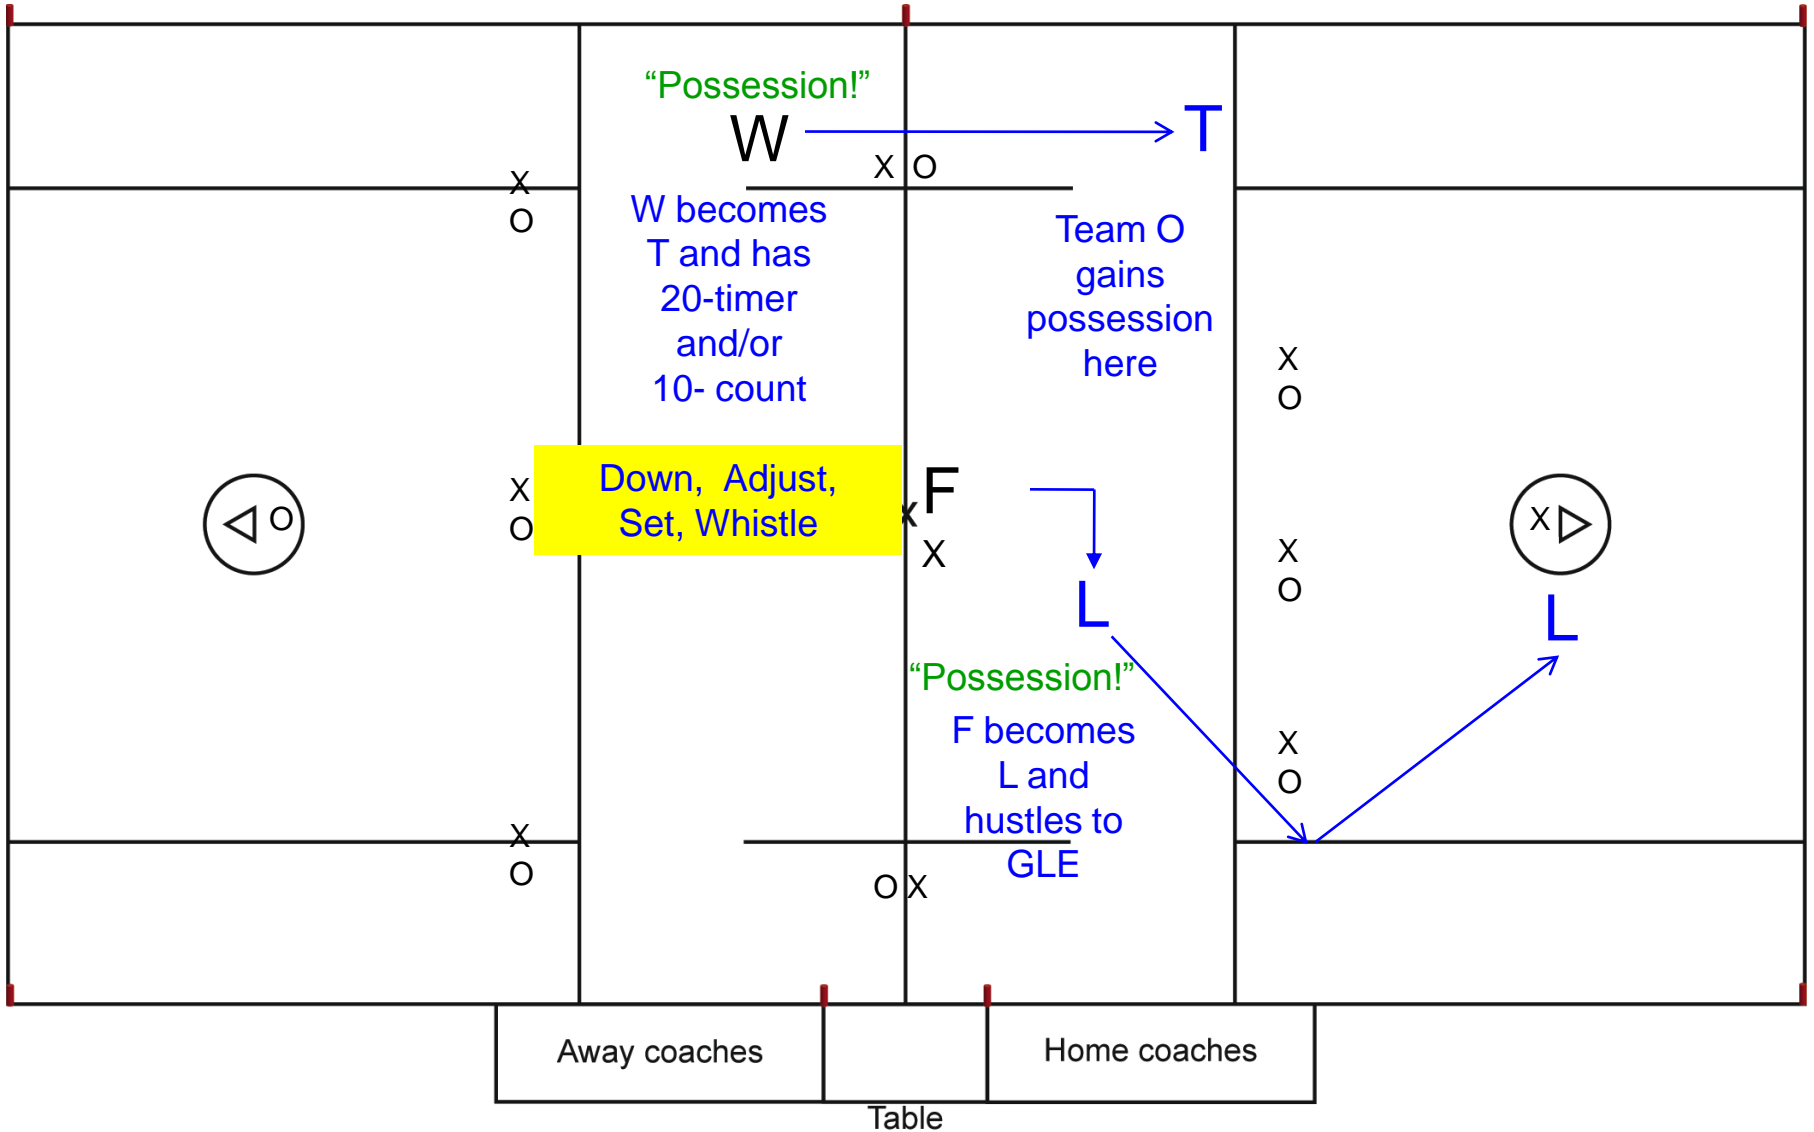 “Possession!”
W
T
X O
X
O
W becomes
T and has
20-timer
and/or
10- count
Team O
gains
possession
here
X
O
X
O
Down, Adjust,
Set, Whistle
F
x
X
O
X
X
O
L
L
“Possession!”
F becomes
L and
hustles to
GLE
X
O
X
O
O X
Away coaches
Home coaches
Table